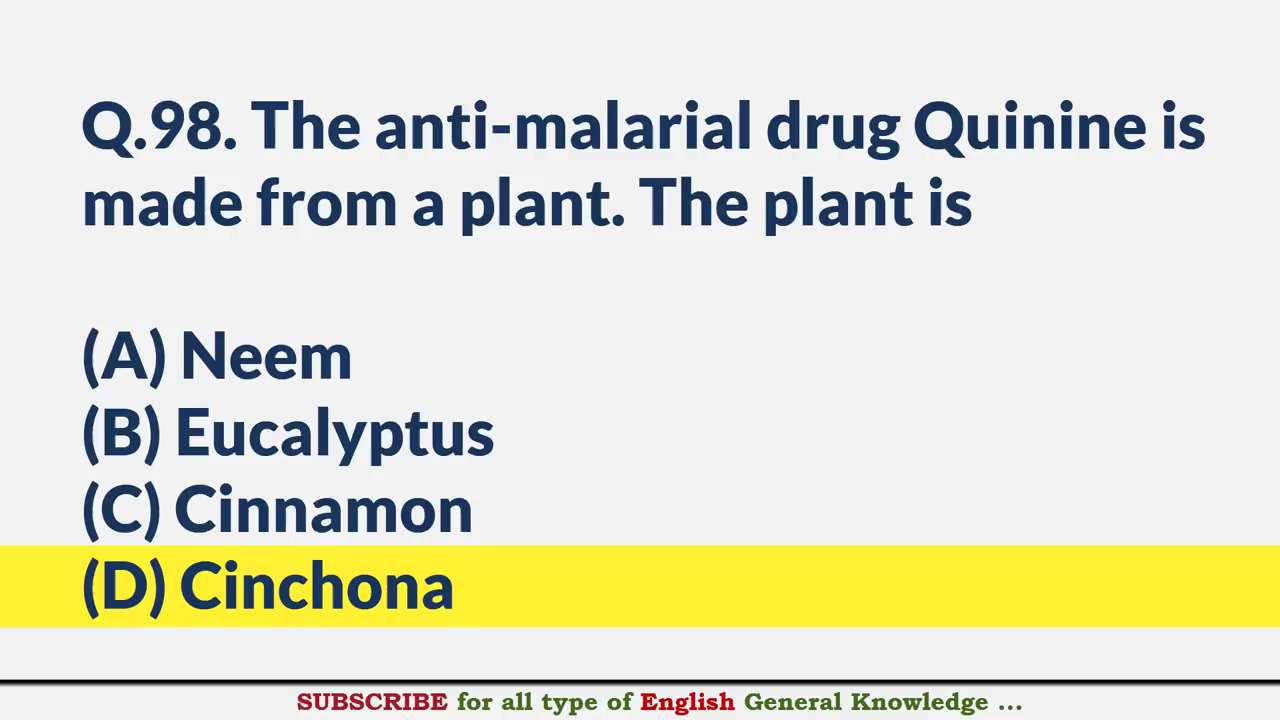 Q.98. The anti-malarial drug Quinine is
made from a plant. The plant is
(A) Neem
(B) Eucalyptus
(C) Cinnamon
(D) Cinchona
SUBSCRIBE for all type of English General Knowledge ...